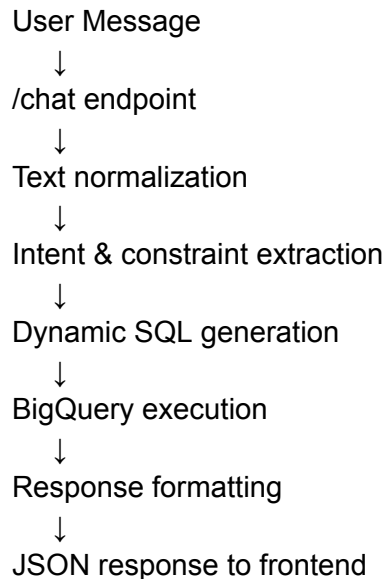 User Message
↓
/chat endpoint
↓
Text normalization
↓
Intent & constraint extraction
↓
Dynamic SQL generation
↓
BigQuery execution
↓
Response formatting
↓
JSON response to frontend